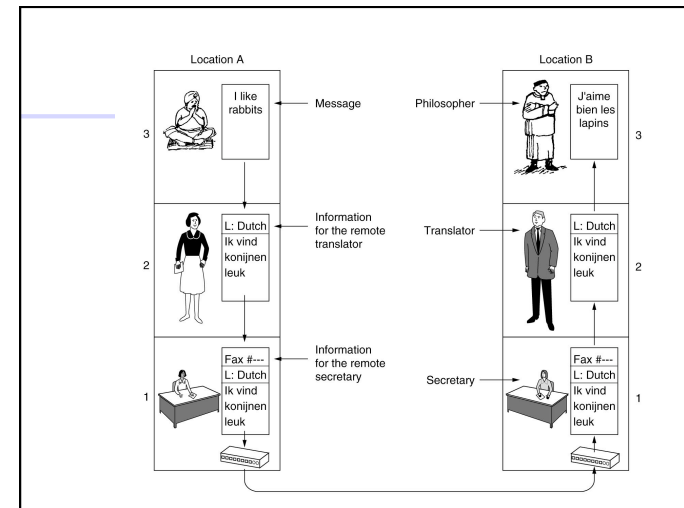 Location A
Location B
I like
rabbits
Message
Philosopher
J'aime
bien les
lapins
3
3
L: Dutch
Ik vind
konijnen
leuk
Information
for the remote
translator
Translator
L: Dutch
Ik vind
konijnen
leuk
2
2
Fax #---
L: Dutch
Ik vind
konijnen
leuk
Information
for the remote
secretary
Secretary
Fax #---
L: Dutch
Ik vind
konijnen
leuk
1
1